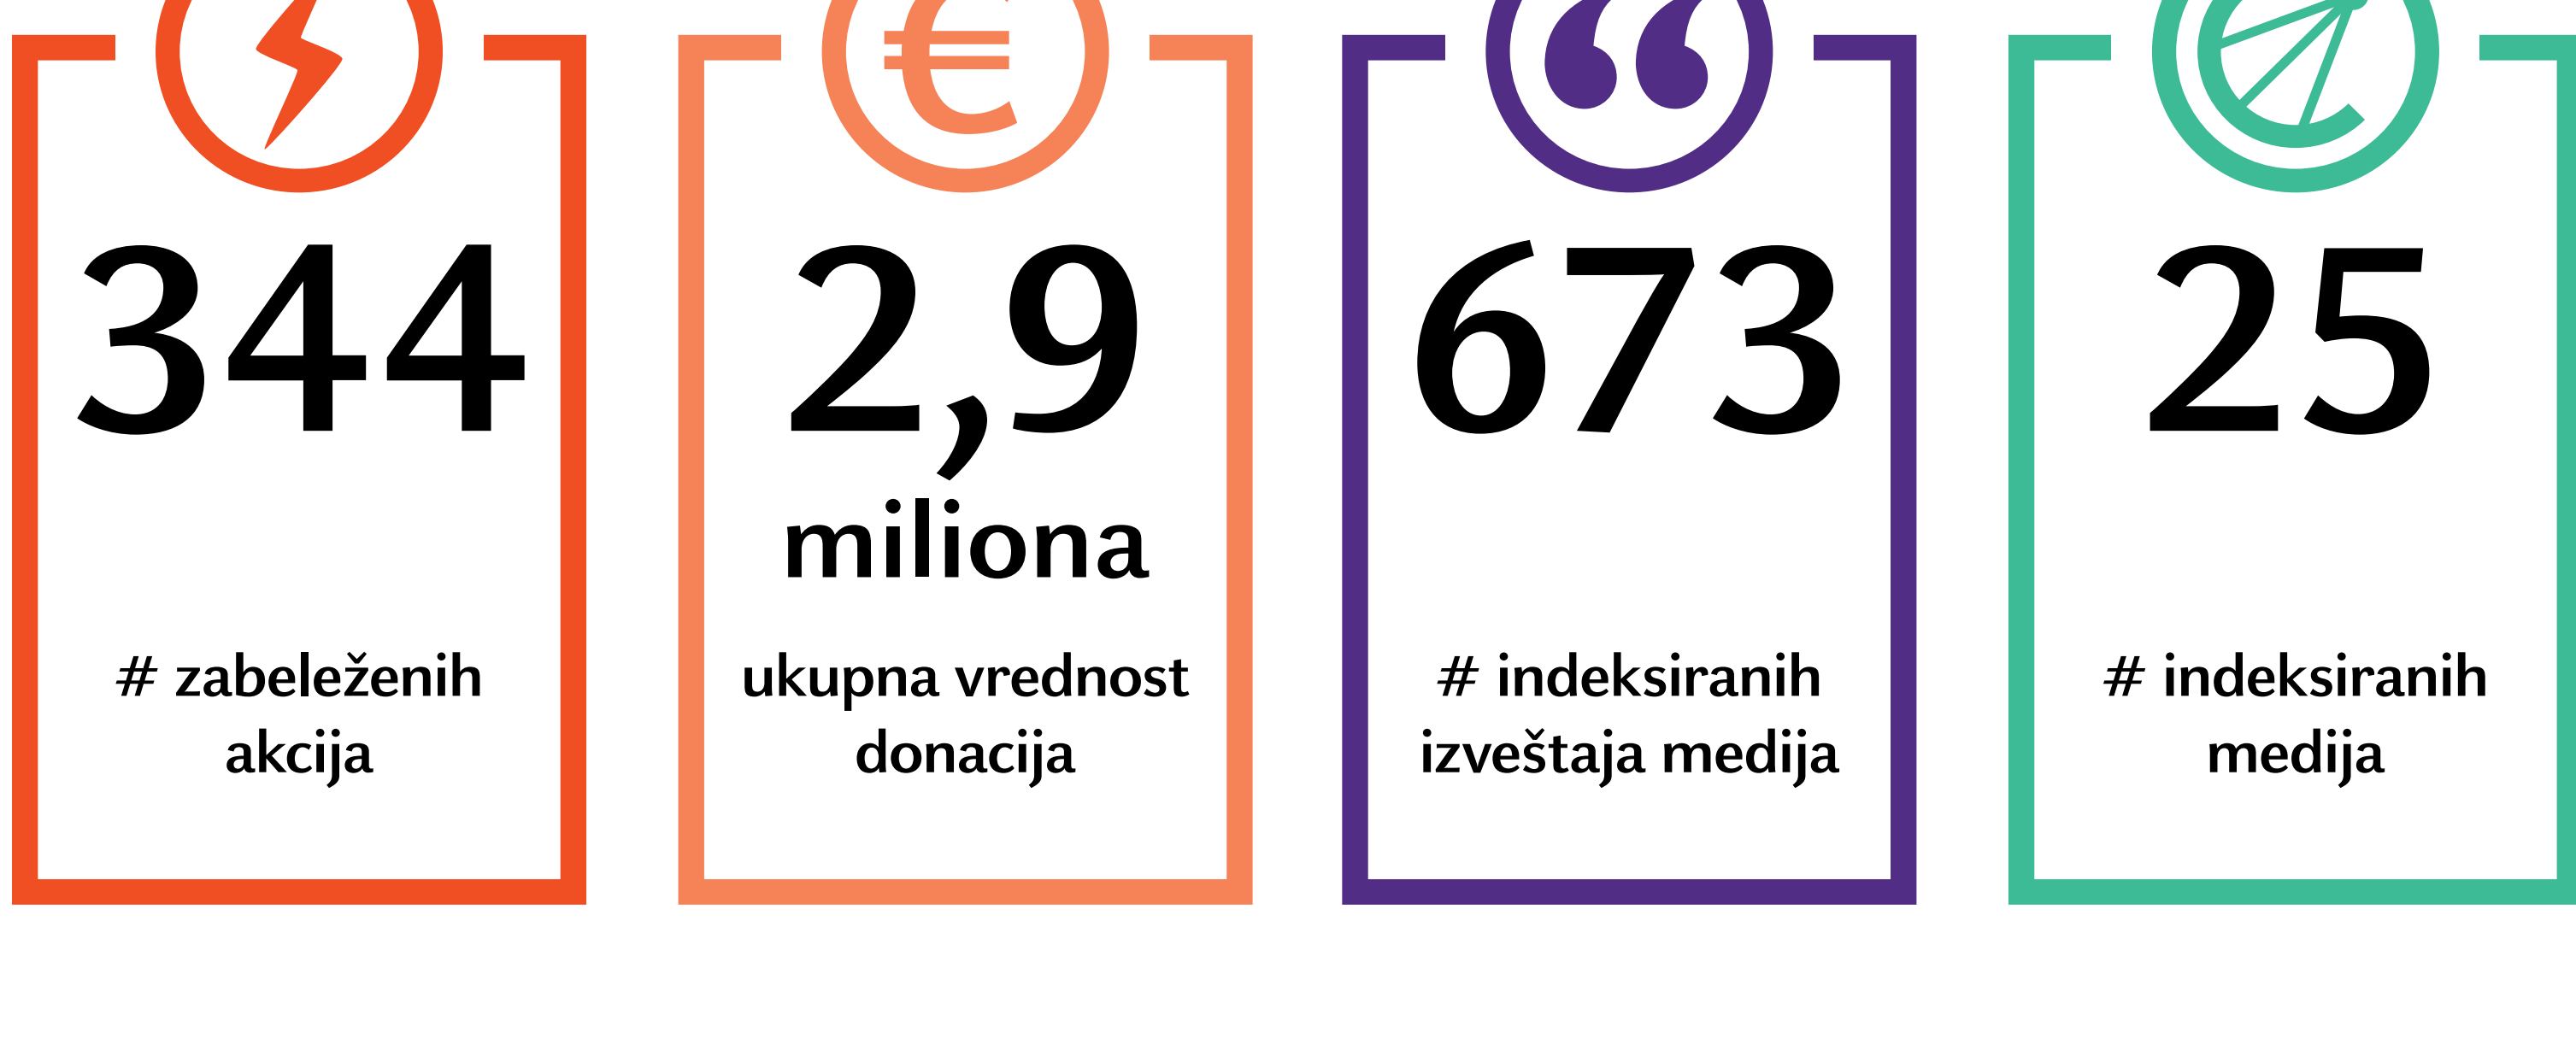 344
# zabeleženih
akcija
2,9
miliona
ukupna vrednost
donacija
673
# indeksiranih
izveštaja medija
25
# indeksiranih
medija